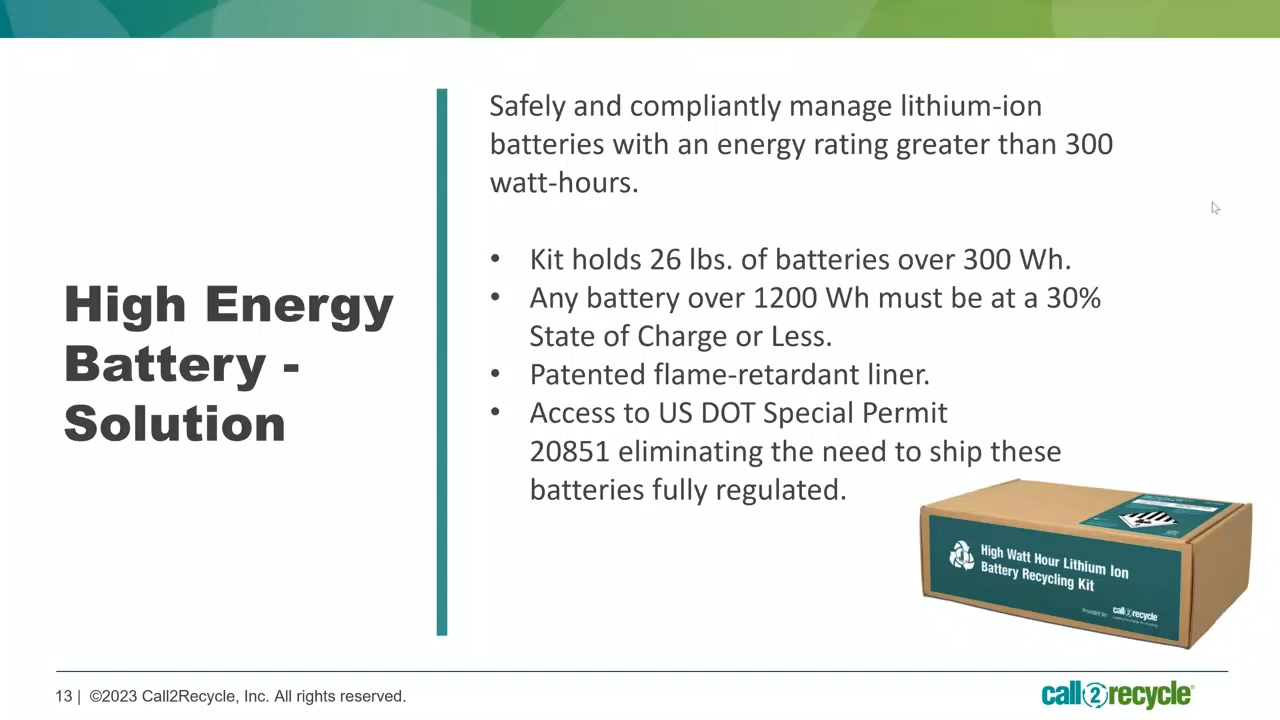 High Energy
Battery -
Solution
Safely and compliantly manage lithium-ion
batteries with an energy rating greater than 300
watt-hours.
• Kit holds 26 lbs. of batteries over 300 Wh.
• Any battery over 1200 Wh must be at a 30%
State of Charge or Less.
• Patented flame-retardant liner.
• Access to US DOT Special Permit
20851 eliminating the need to ship these
batteries fully regulated.
High Watt Hour Lithium Ion
Battery Recycling Kit
Provided by call2recycle
13 | ©2023 Call2Recycle, Inc. All rights reserved.
call2recycle®